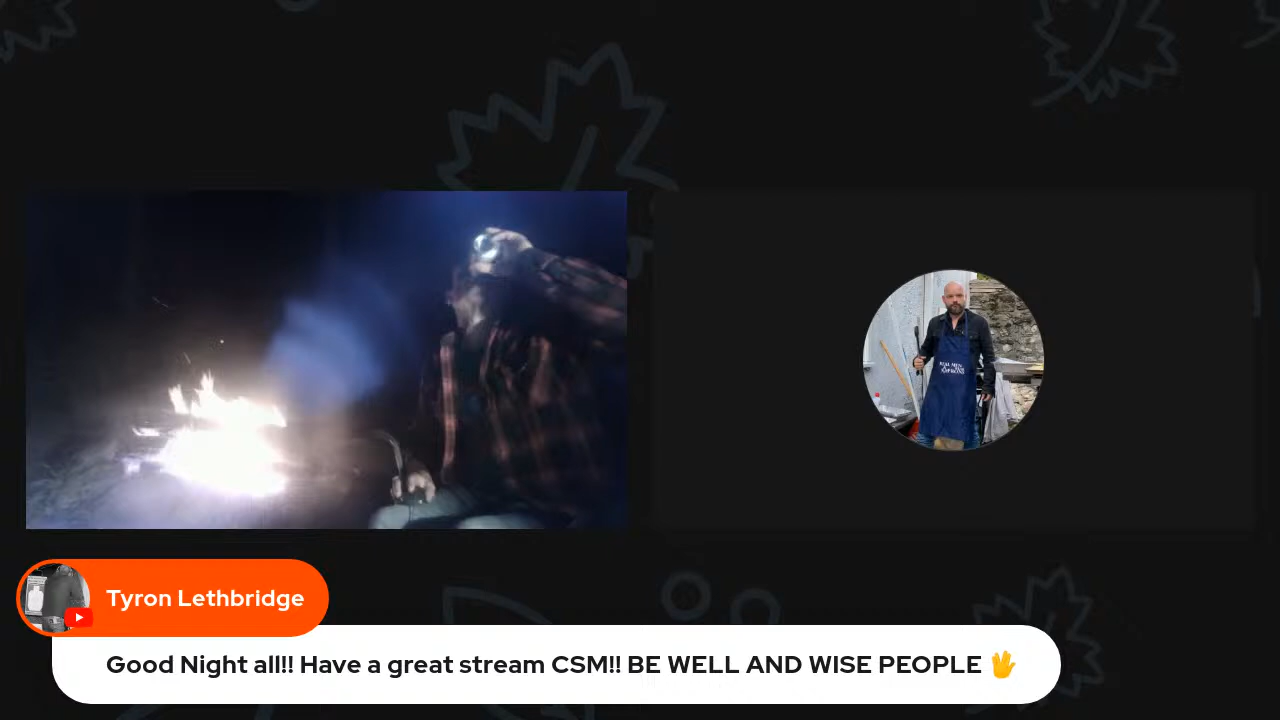 Tyron Lethbridge
Good Night all!! Have a great stream CSM!! BE WELL AND WISE PEOPLE 🖖